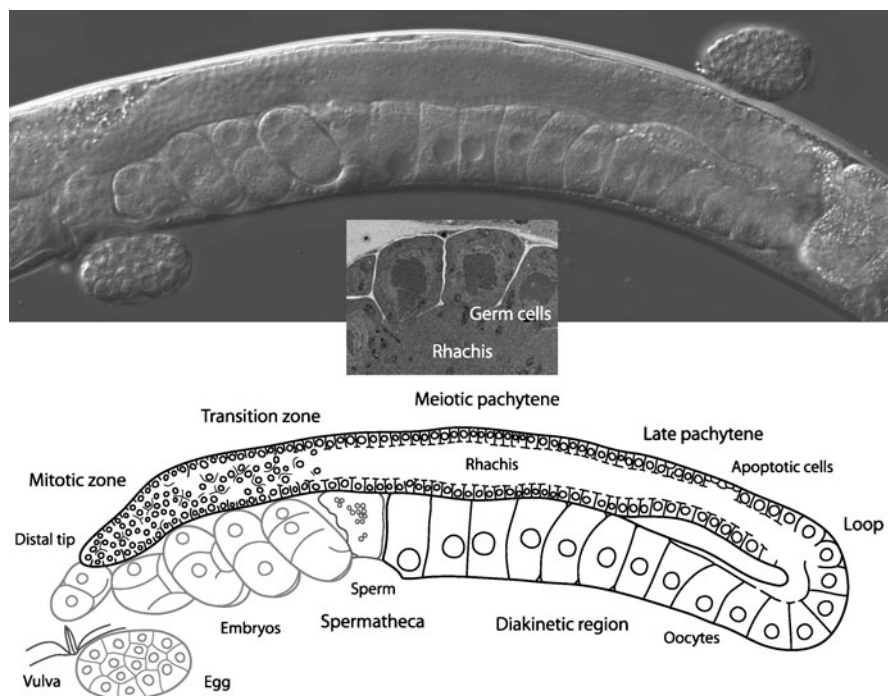 Germ cells
Rhachis
Meiotic pachytene
Transition zone
Late pachytene
Mitotic zone
Rhachis
Apoptotic cells
Loop
Distal tip
Sperm
Embryos
Spermatheca
Diakinetic region
Oocytes
Vulva
Egg